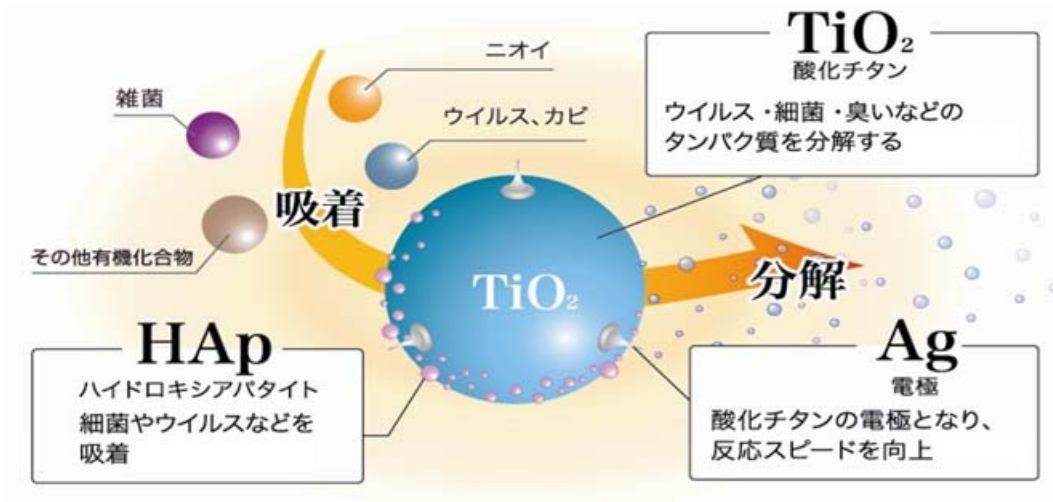 ニオイ
雑菌
ウイルス、カビ
吸着
その他有機化合物
TiO₂
酸化チタン
ウイルス・細菌・臭いなどの
タンパク質を分解する
TiO₂
分解
HAp
ハイドロキシアパタイト
細菌やウイルスなどを
吸着
Ag
電極
酸化チタンの電極となり、
反応スピードを向上